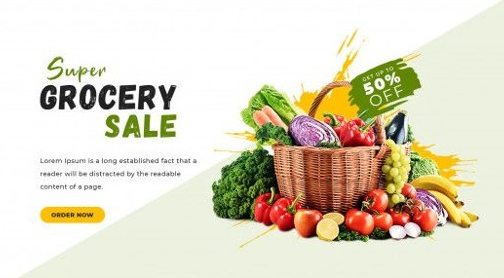 Super
GROCERY
SALE
GET UP TO
50%
OFF
Lorem Ipsum is a long established fact that a
reader will be distracted by the readable
content of a page.
ORDER NOW